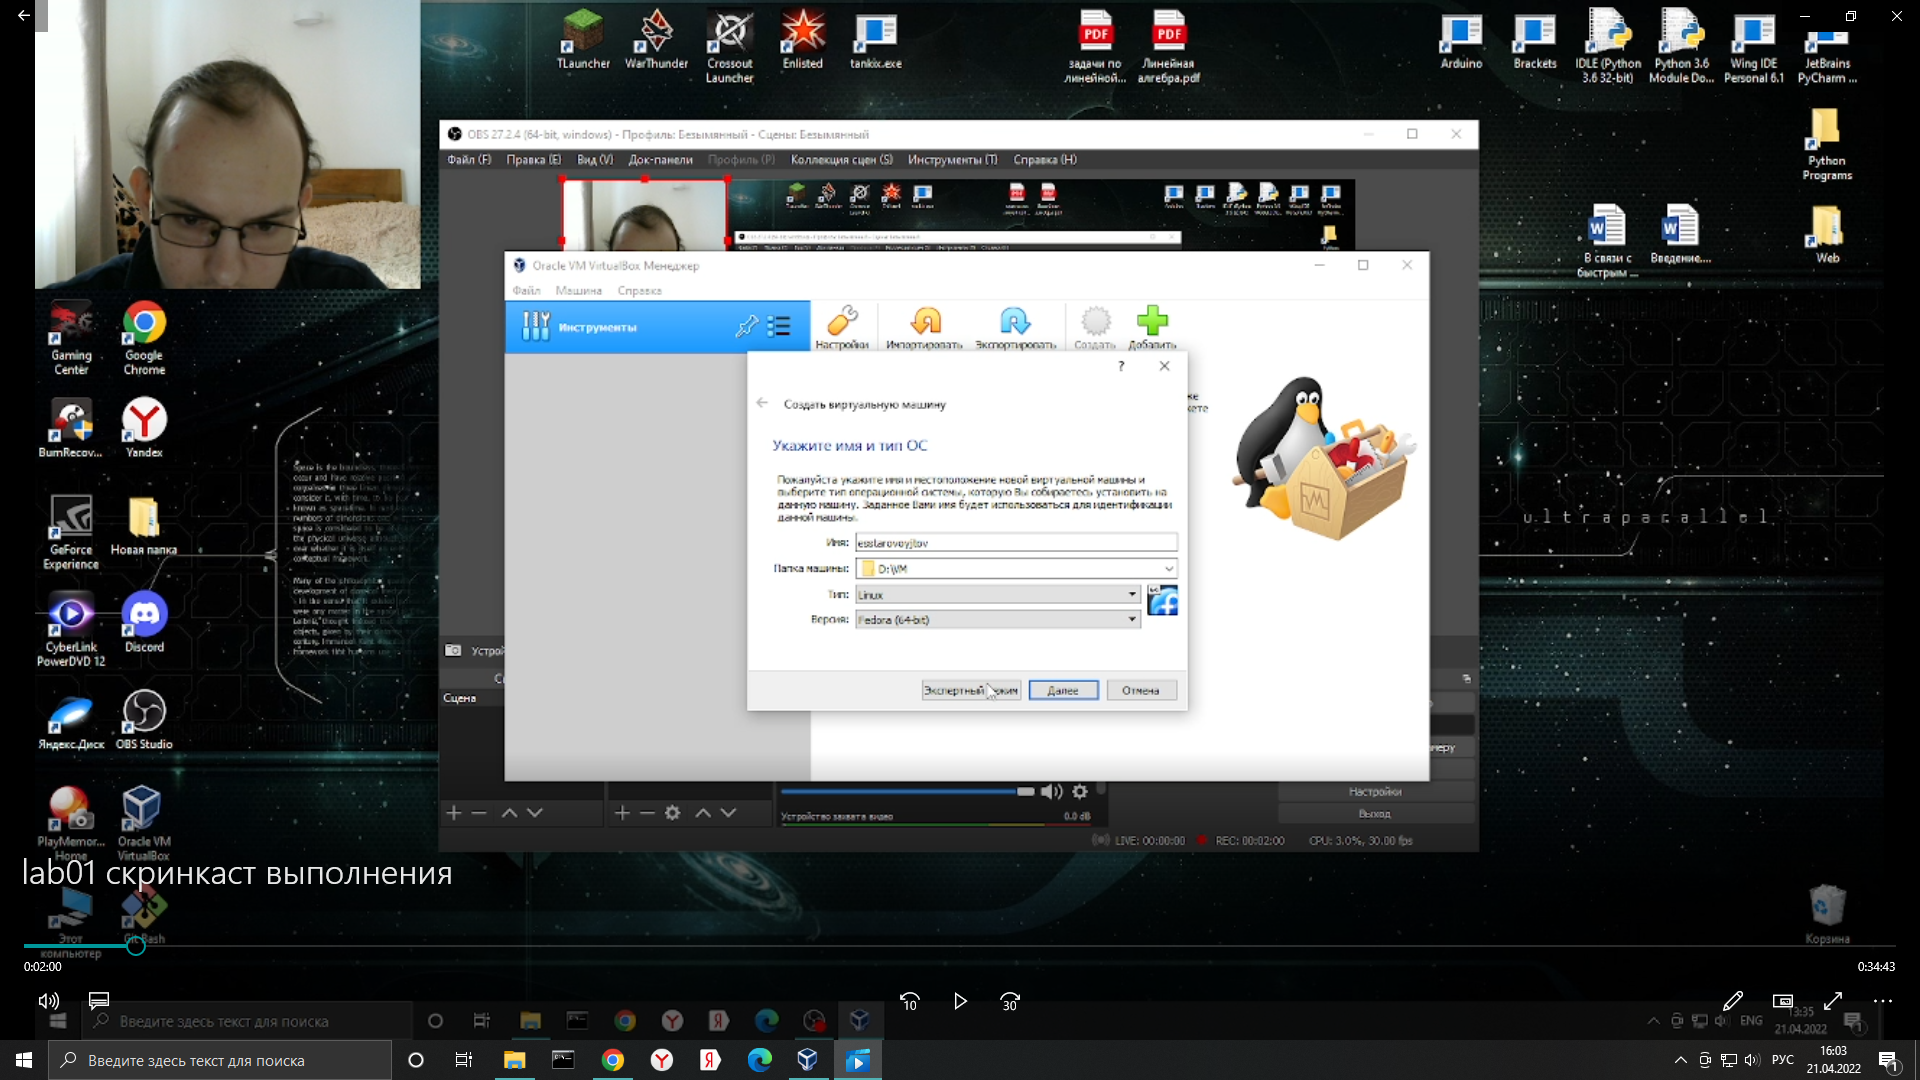 TLauncher
WarThunder
Crossout
Launcher
Enlisted
tankix.exe
PDF
задачи по
линейной...
PDF
Линейная
алгебра.pdf
Arduino
Brackets
IDLE (Python
3.6 32-bit)
Python 3.6
Module Do...
Wing IDE
Personal 6.1
JetBrains
PyCharm ...
Python
Programs
В связи с
быстрым ...
Введение....
Web
OBS 27.2.4 (64-bit, windows) - Профиль: Безымянный - Сцены: Безымянный
Файл (F) Правка (E) Вид (V) Док-панели Профиль (P) Коллекция сцен (S) Инструменты (T) Справка (H)
Oracle VM VirtualBox Менеджер
Файл Машина Справка
Инструменты
Настройки Импортировать Экспортировать Создать Добавить
Создать виртуальную машину
Укажите имя и тип ОС
Пожалуйста укажите имя и местоположение новой виртуальной машины и
выберите тип операционной системы, которую Вы собираетесь установить на
данную машину. Заданное Вами имя будет использоваться для идентификации
данной машины.
Имя: esstarovoyjtov
Папка машины: D:\VM
Тип: Linux
Версия: Fedora (64-bit)
Экспертный режим Далее Отмена
Gaming
Center
Google
Chrome
BurnRecov...
Yandex
GeForce
Experience
Новая папка
CyberLink
PowerDVD 12
Discord
Яндекс.Диск
OBS Studio
PlayMemor...
Home
Oracle VM
VirtualBox
Этот
компьютер
Git Bash
ultraparallel
Устрой
Сцена
меру
Настройки
Выход
Устройство захвата видео 0.0 dB
LIVE: 00:00:00 REC: 00:02:00 CPU: 3.0%, 30.00 fps
Корзина
lab01 скринкаст выполнения
0:02:00
0:34:43
10
30
Введите здесь текст для поиска
ENG
13:35
21.04.2022
Введите здесь текст для поиска
РУС
16:03
21.04.2022
1